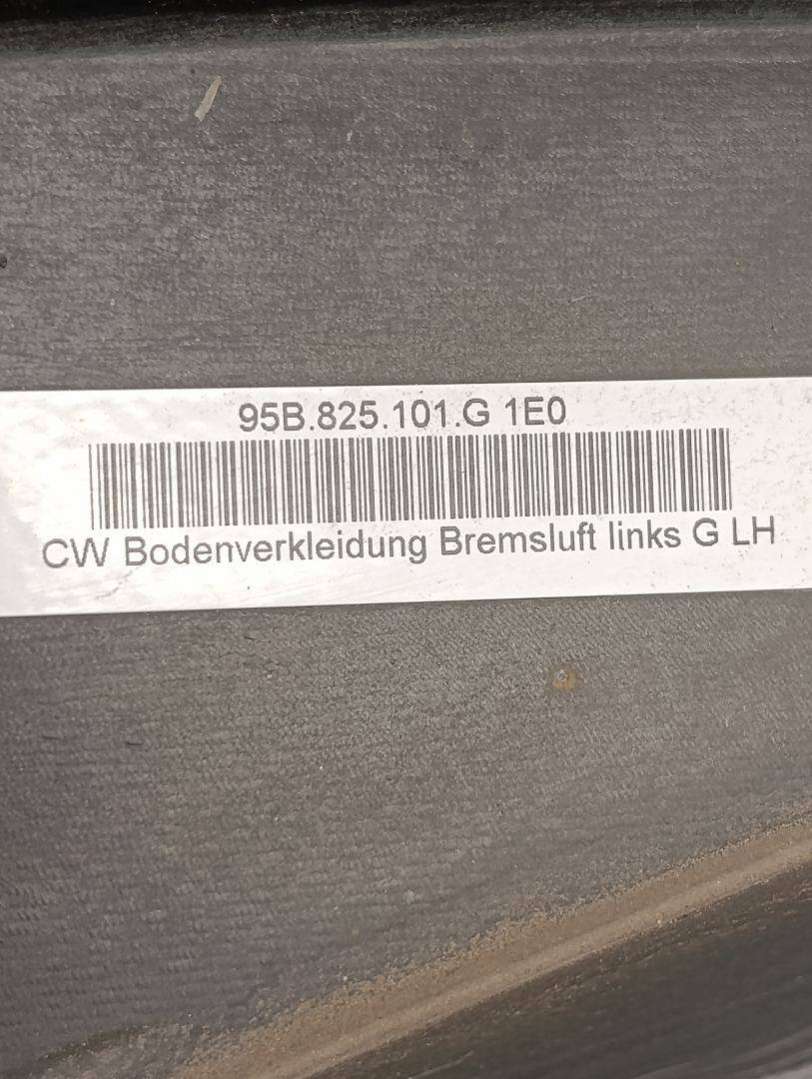 95B.825.101.G 1E0
CW Bodenverkleidung Bremsluft links G LH